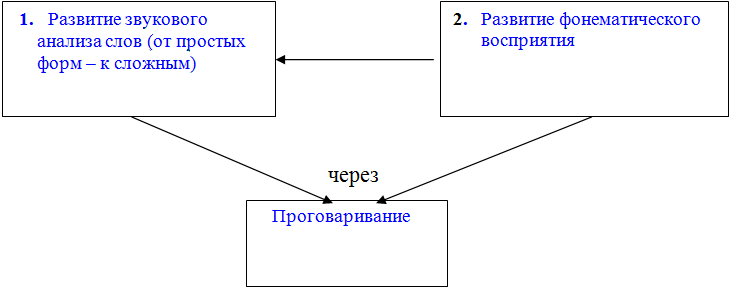 1. Развитие звукового
анализа слов (от простых
форм – к сложным)
2. Развитие фонематического
восприятия
через
Проговаривание